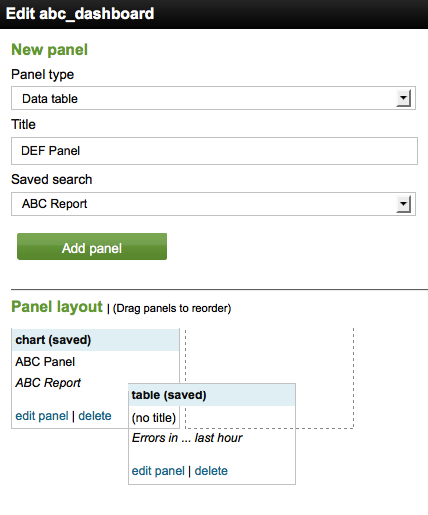 Edit abc_dashboard
New panel
Panel type
Data table
Title
DEF Panel
Saved search
ABC Report
Add panel
Panel layout | (Drag panels to reorder)
chart (saved)
ABC Panel
ABC Report
edit panel | delete
table (saved)
(no title)
Errors in ... last hour
edit panel | delete